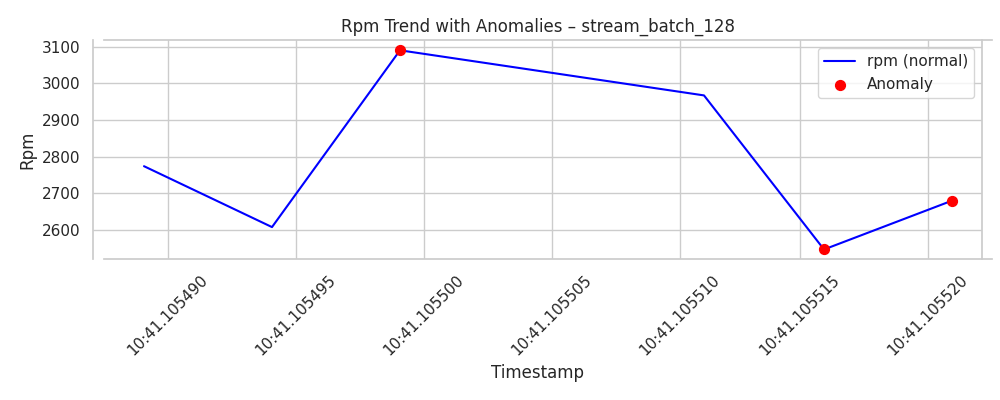 Rpm Trend with Anomalies – stream_batch_128
3100
3000
2900
2800
2700
2600
Rpm
rpm (normal)
Anomaly
10:41.105490
10:41.105495
10:41.105500
10:41.105505
10:41.105510
10:41.105515
10:41.105520
Timestamp